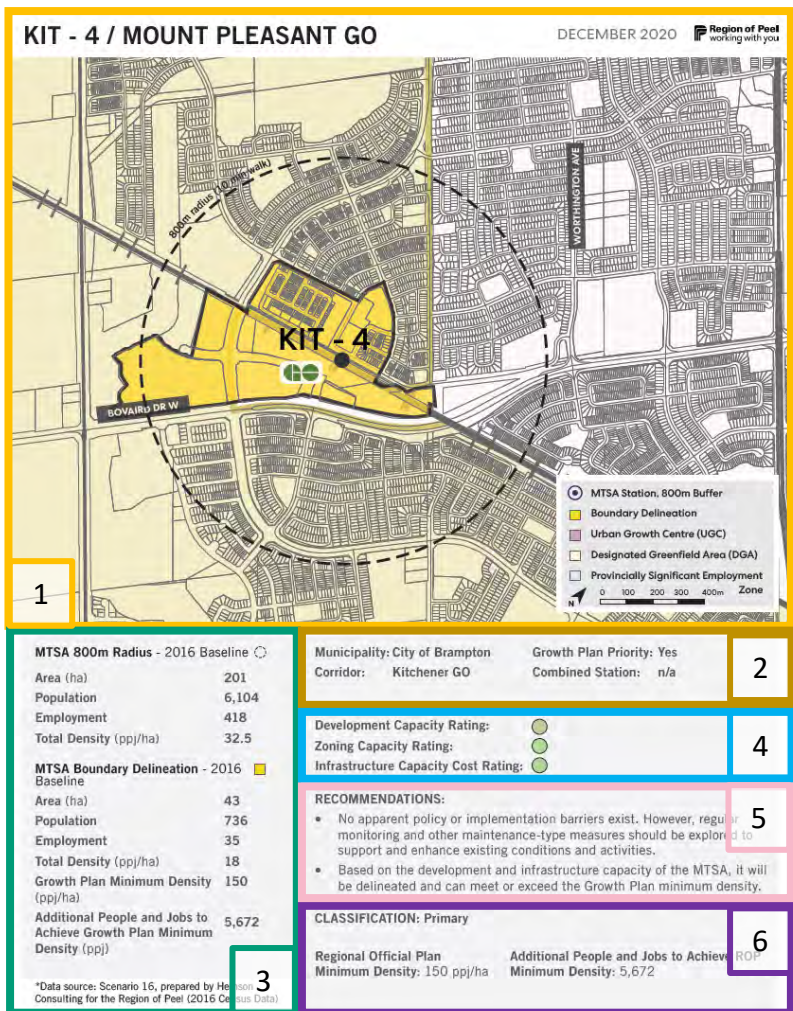 KIT - 4 / MOUNT PLEASANT GO
DECEMBER 2020
Region of Peel
working with you
800m radius (10 min walk)
WORTHINGTON AVE
KIT - 4
BOVAIRD DR W
MTSA Station, 800m Buffer
Boundary Delineation
Urban Growth Centre (UGC)
Designated Greenfield Area (DGA)
Provincially Significant Employment
Zone
N
0 100 200 300 400m
1
MTSA 800m Radius - 2016 Baseline
Area (ha) 201
Population 6,104
Employment 418
Total Density (ppj/ha) 32.5
MTSA Boundary Delineation - 2016
Baseline
Area (ha) 43
Population 736
Employment 35
Total Density (ppj/ha) 18
Growth Plan Minimum Density 150
(ppj/ha)
Additional People and Jobs to
Achieve Growth Plan Minimum 5,672
Density (ppj)
*Data source: Scenario 16, prepared by Hemson
Consulting for the Region of Peel (2016 Census Data)
3
Municipality: City of Brampton Growth Plan Priority: Yes
Corridor: Kitchener GO Combined Station: n/a
2
Development Capacity Rating:
Zoning Capacity Rating:
Infrastructure Capacity Cost Rating:
4
RECOMMENDATIONS:
• No apparent policy or implementation barriers exist. However, regular
monitoring and other maintenance-type measures should be explored to
support and enhance existing conditions and activities.
• Based on the development and infrastructure capacity of the MTSA, it will
be delineated and can meet or exceed the Growth Plan minimum density.
5
CLASSIFICATION: Primary
Regional Official Plan Additional People and Jobs to Achieve ROP
Minimum Density: 150 ppj/ha Minimum Density: 5,672
6